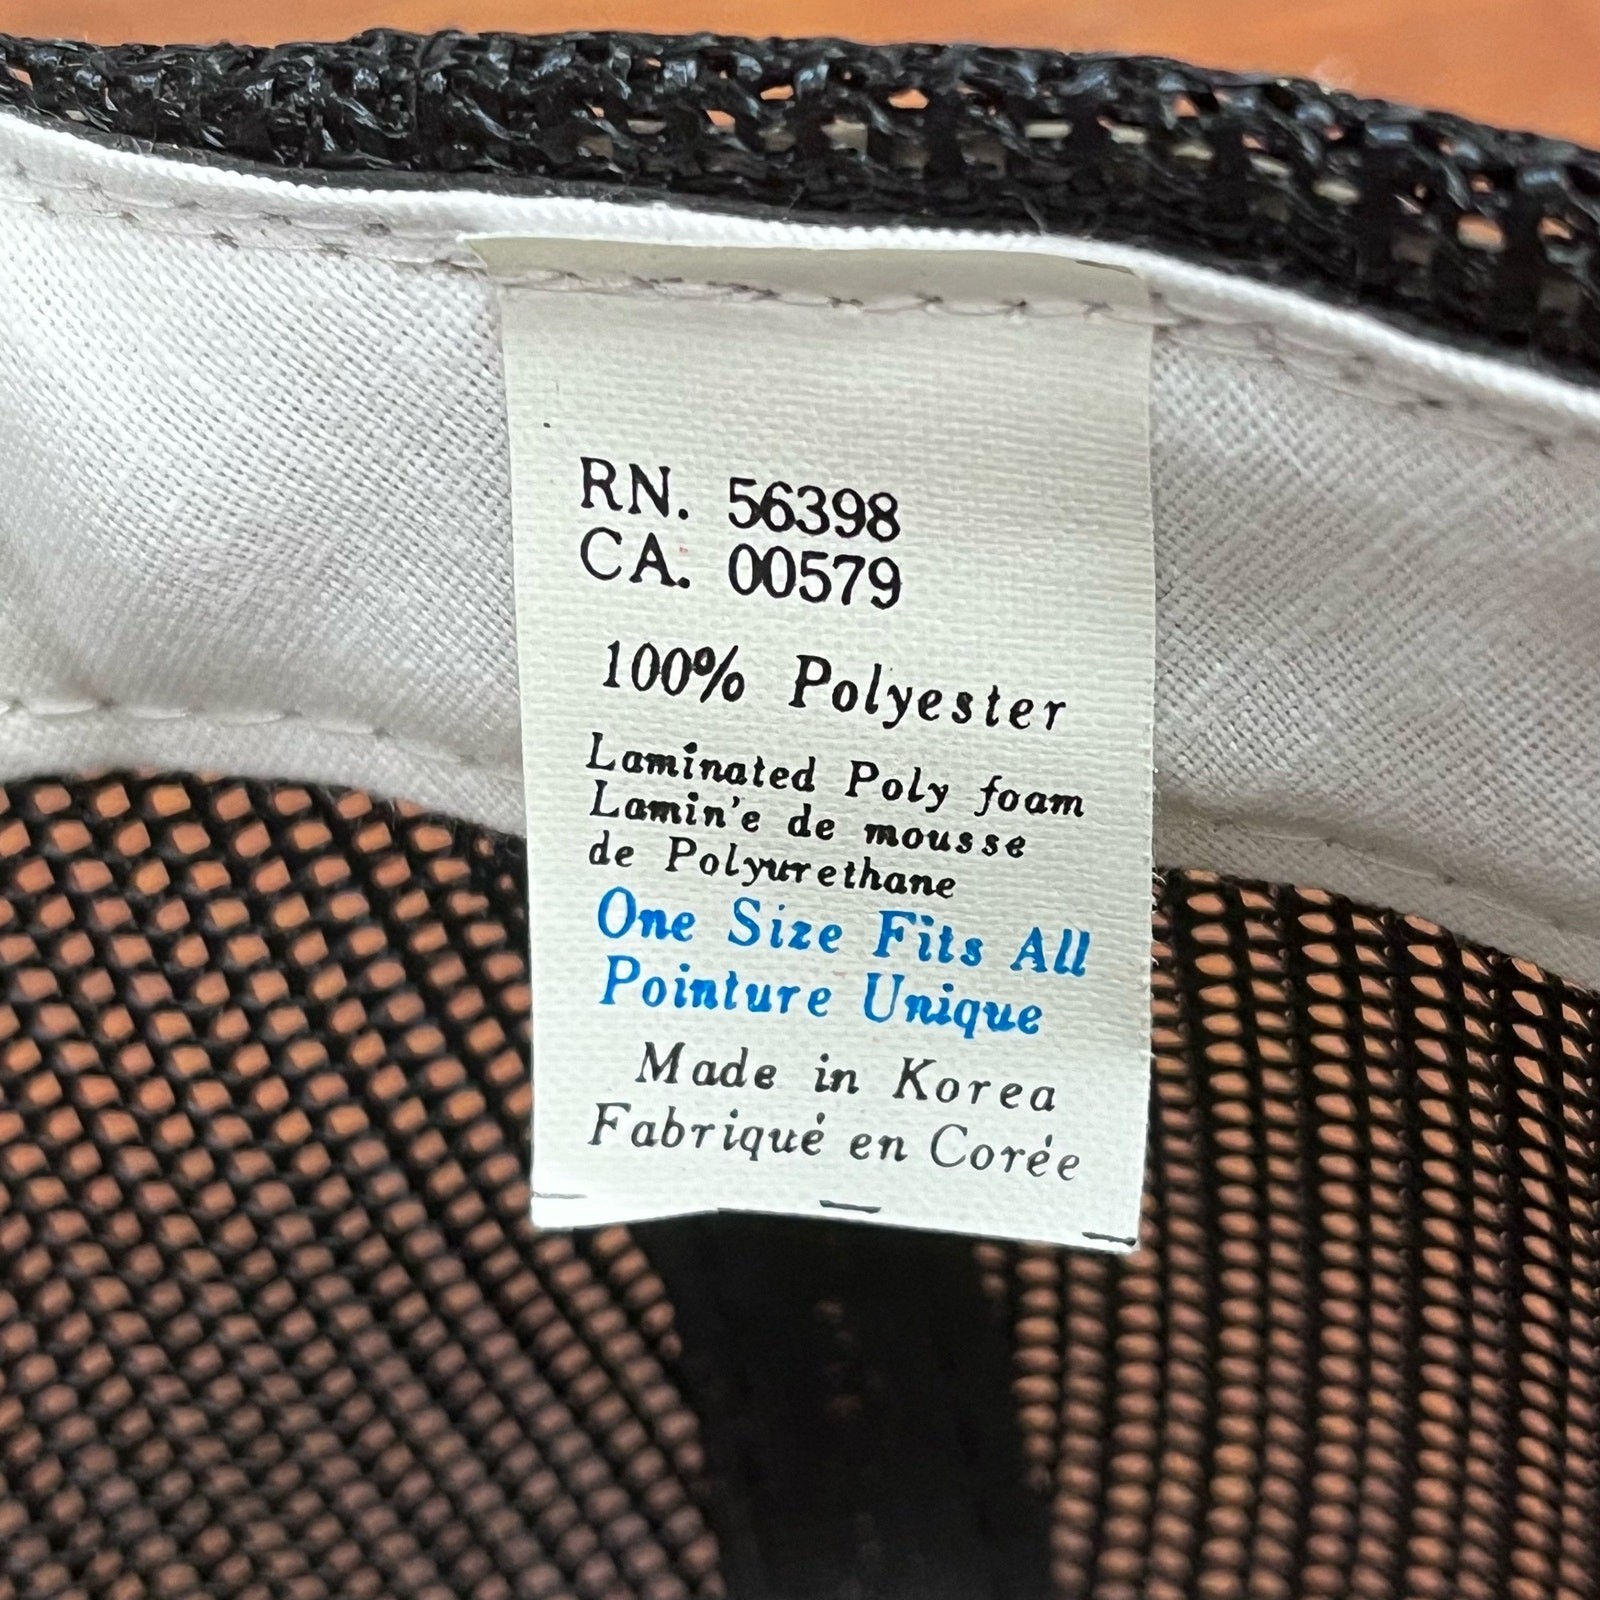 RN. 56398
CA. 00579
100% Polyester
Laminated Poly foam
Lamin'e de mousse
de Polyurethane
One Size Fits All
Pointure Unique
Made in Korea
Fabriqué en Corée